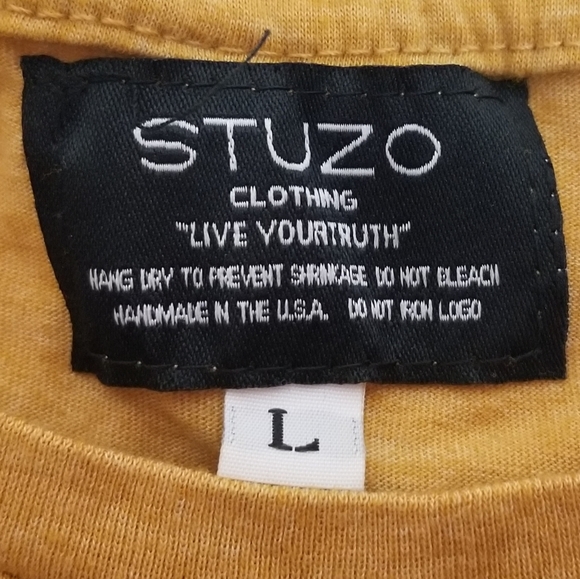 STUZO
CLOTHING
"LIVE YOURTRUTH"
HANG DRY TO PREVENT SHRINKAGE DO NOT BLEACH
HANDMADE IN THE U.S.A. DO NOT IRON LOGO
L